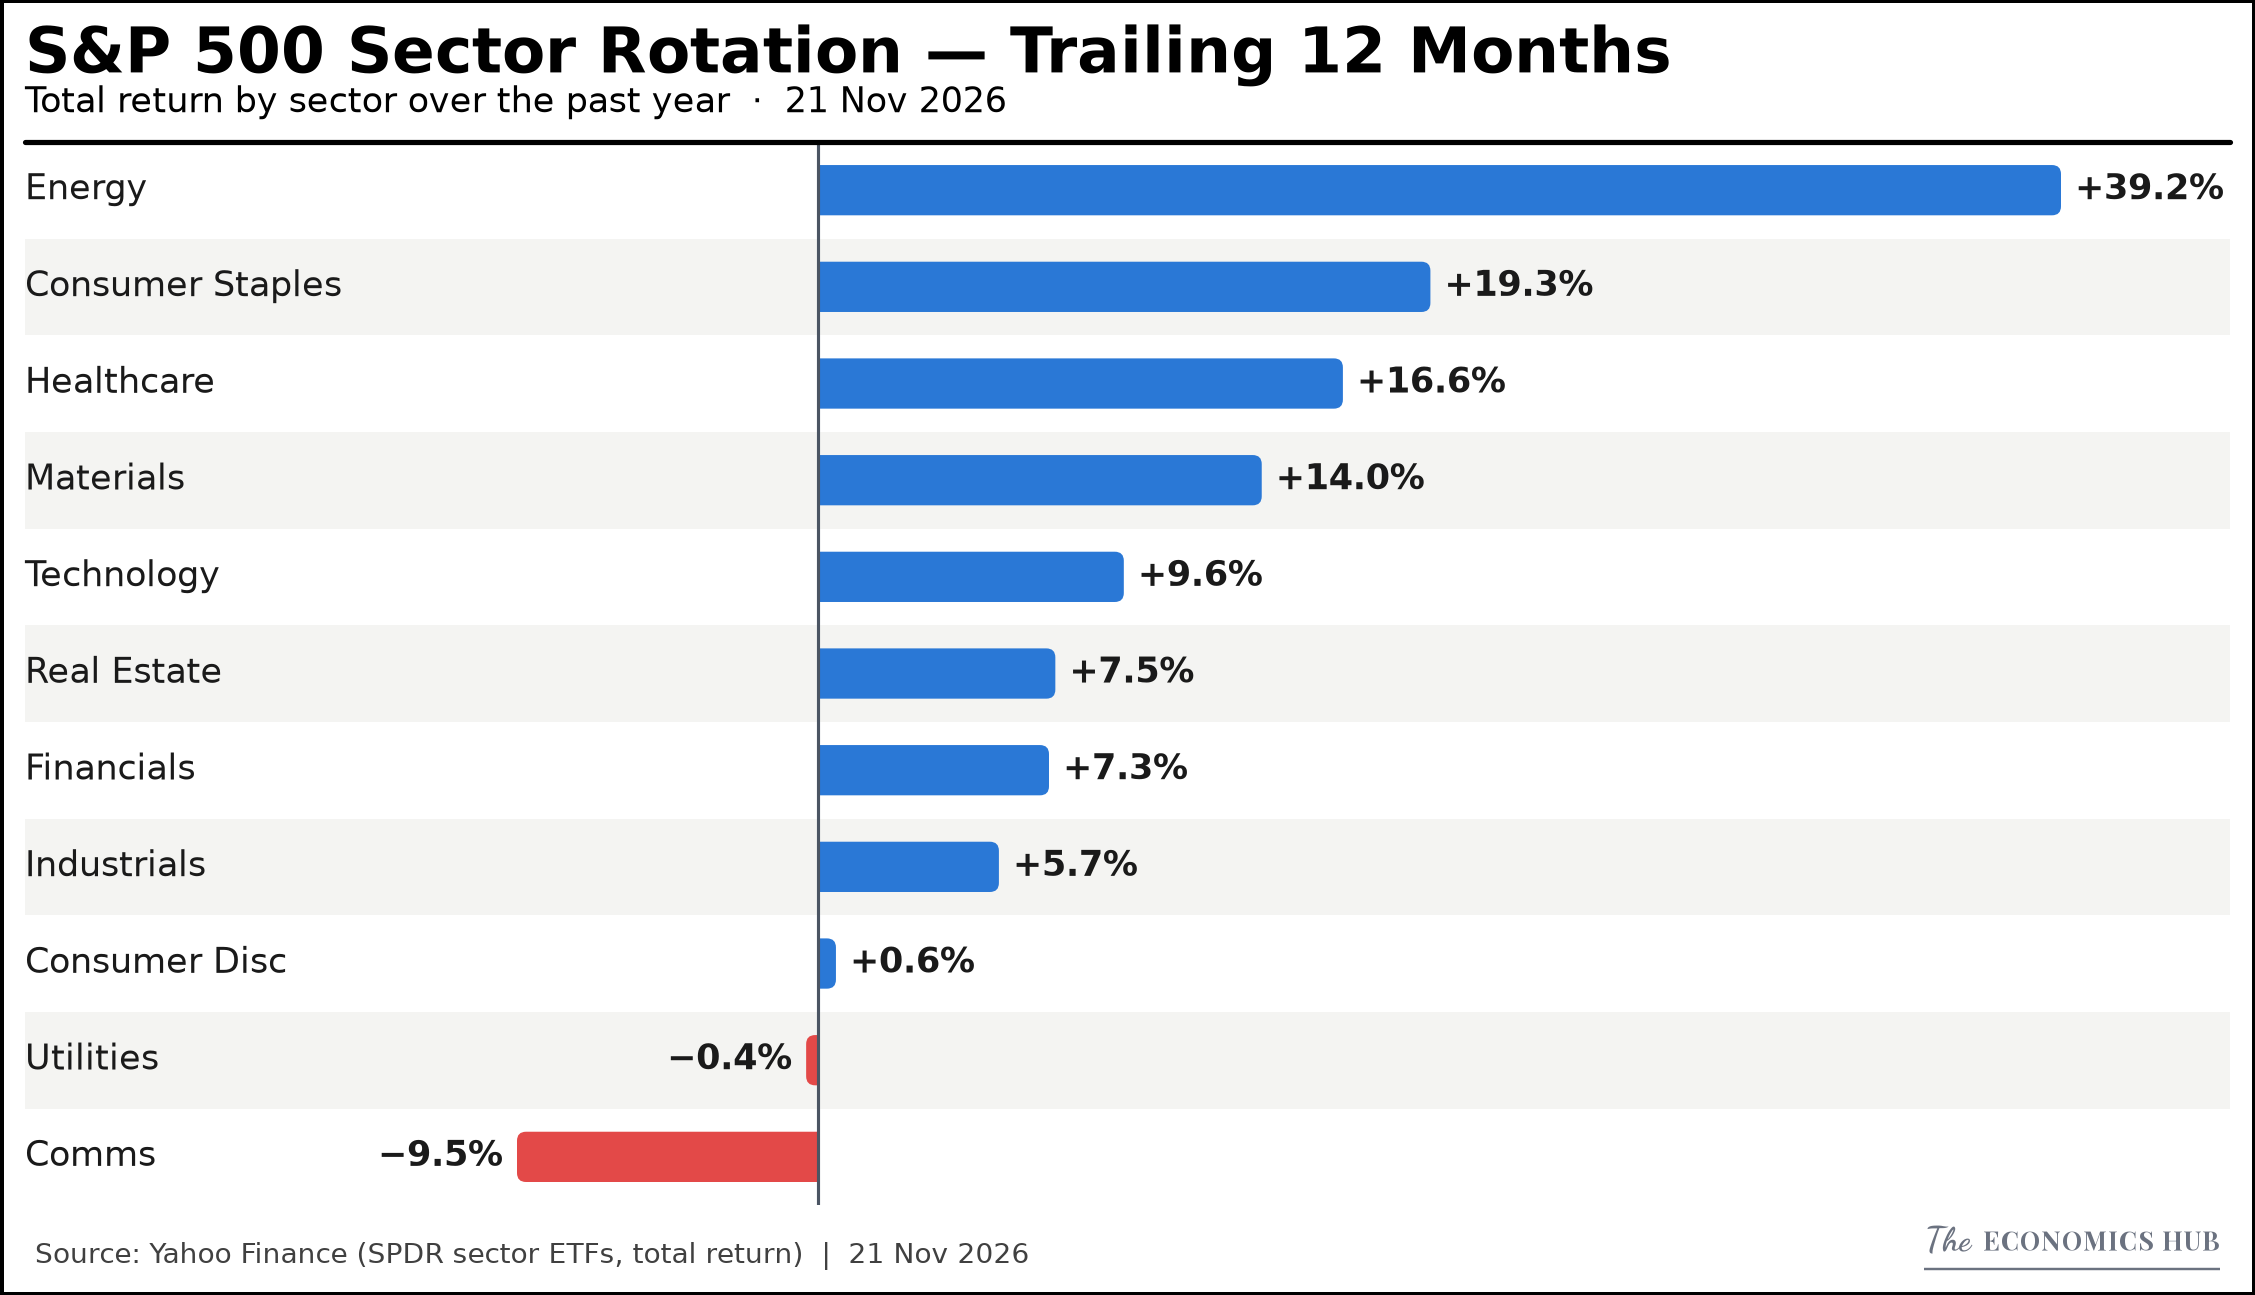 S&P 500 Sector Rotation — Trailing 12 Months
Total return by sector over the past year · 21 Nov 2026
Energy +39.2%
Consumer Staples +19.3%
Healthcare +16.6%
Materials +14.0%
Technology +9.6%
Real Estate +7.5%
Financials +7.3%
Industrials +5.7%
Consumer Disc +0.6%
Utilities −0.4%
Comms −9.5%
Source: Yahoo Finance (SPDR sector ETFs, total return) | 21 Nov 2026
The ECONOMICS HUB